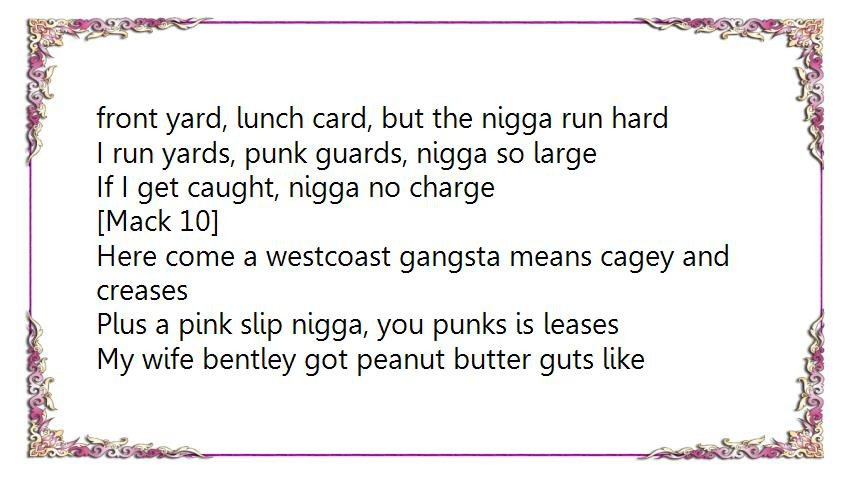 front yard, lunch card, but the nigga run hard
I run yards, punk guards, nigga so large
If I get caught, nigga no charge
[Mack 10]
Here come a westcoast gangsta means cagey and
creases
Plus a pink slip nigga, you punks is leases
My wife bentley got peanut butter guts like